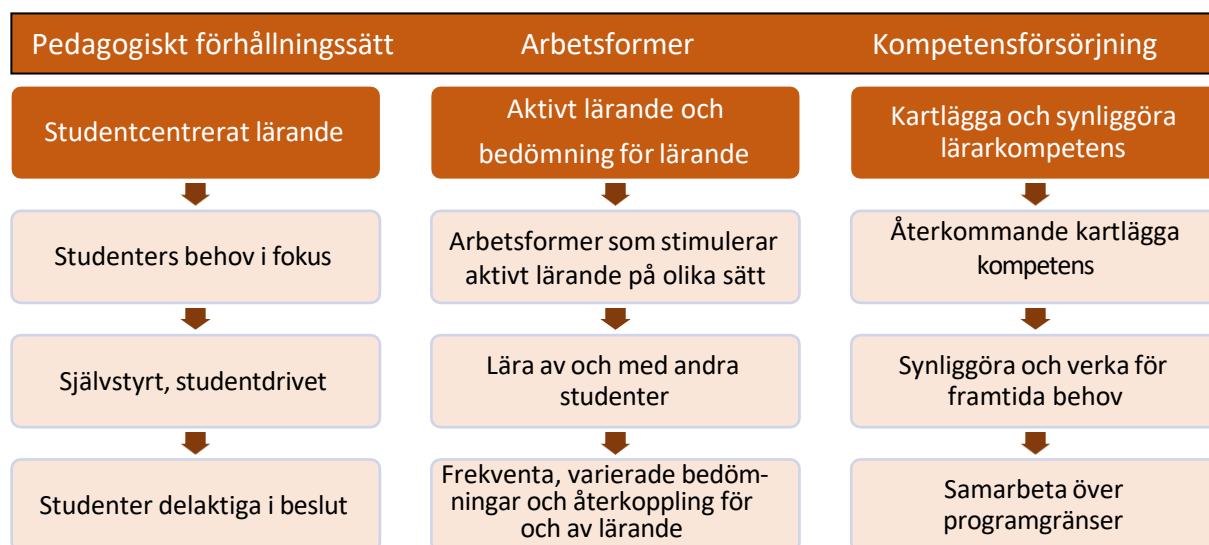 Pedagogiskt förhållningssätt
Arbetsformer
Kompetensförsörjning
Studentcentrerat lärande
Studenters behov i fokus
Självstyrt, studentdrivet
Studenter delaktiga i beslut
Aktivt lärande och
bedömning för lärande
Arbetsformer som stimulerar
aktivt lärande på olika sätt
Lära av och med andra
studenter
Frekventa, varierade bedöm-
ningar och återkoppling för
och av lärande
Kartlägga och synliggöra
lärarkompetens
Återkommande kartlägga
kompetens
Synliggöra och verka för
framtida behov
Samarbeta över
programgränser